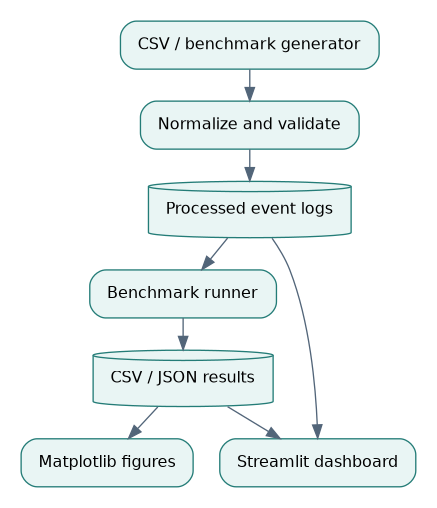 CSV / benchmark generator
Normalize and validate
Processed event logs
Benchmark runner
CSV / JSON results
Matplotlib figures
Streamlit dashboard